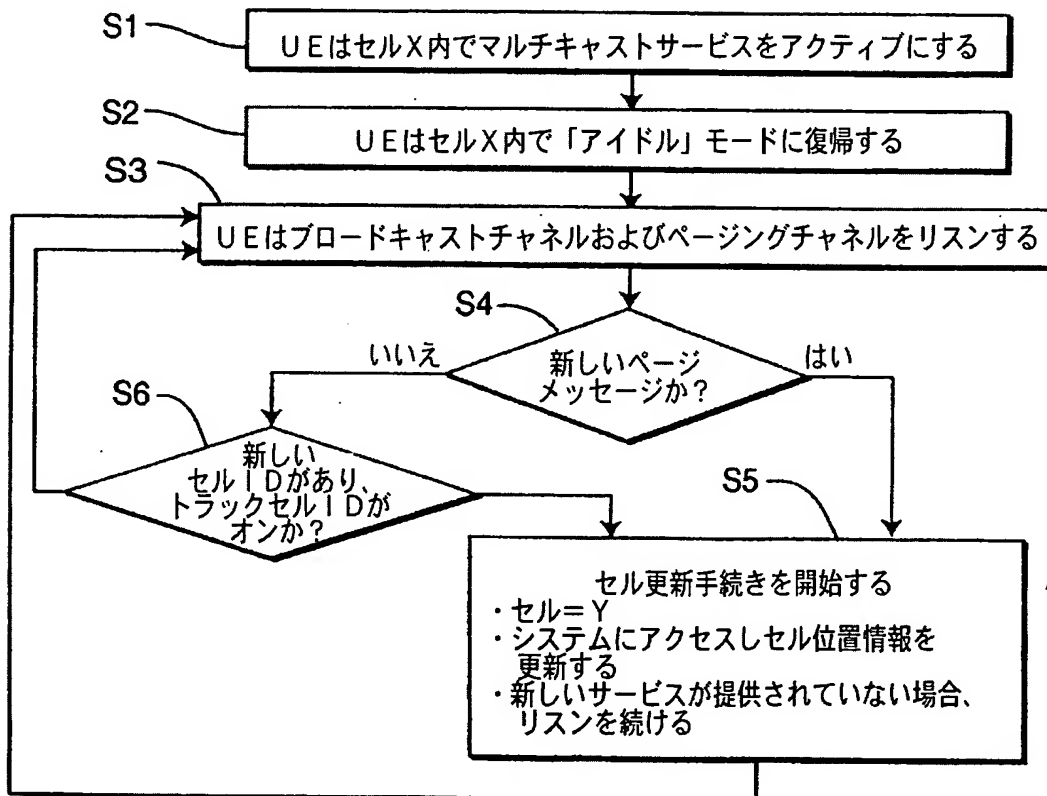 S1
UEはセルX内でマルチキャストサービスをアクティブにする
S2
UEはセルX内で「アイドル」モードに復帰する
S3
UEはブロードキャストチャネルおよびページングチャネルをリスンする
S4
新しいページ
メッセージか?
いいえ
はい
S6
新しい
セルIDがあり、
トラックセルIDが
オンか?
S5
セル更新手続きを開始する
・セル=Y
・システムにアクセスしセル位置情報を
更新する
・新しいサービスが提供されていない場合、
リスンを続ける